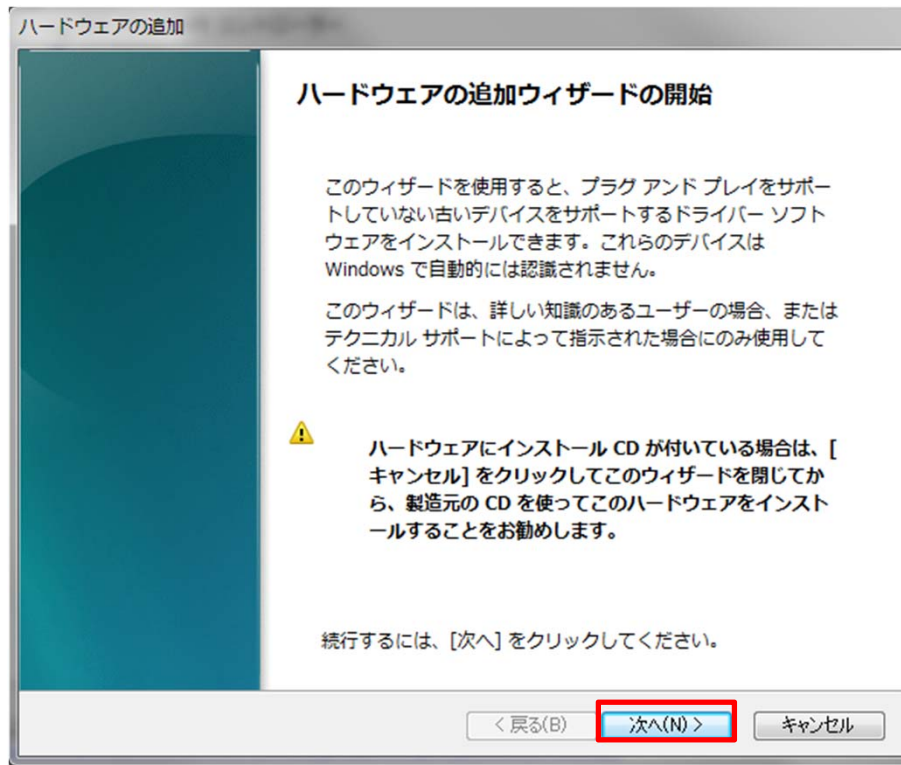 ハードウェアの追加
ハードウェアの追加ウィザードの開始
このウィザードを使用すると、プラグ アンド プレイをサポー
トしていない古いデバイスをサポートするドライバー ソフト
ウェアをインストールできます。これらのデバイスは
Windows で自動的には認識されません。
このウィザードは、詳しい知識のあるユーザーの場合、または
テクニカル サポートによって指示された場合にのみ使用して
ください。
ハードウェアにインストール CD が付いている場合は、[
キャンセル] をクリックしてこのウィザードを閉じてか
ら、製造元の CD を使ってこのハードウェアをインスト
ールすることをお勧めします。
続行するには、[次へ] をクリックしてください。
< 戻る(B) 次へ(N) > キャンセル